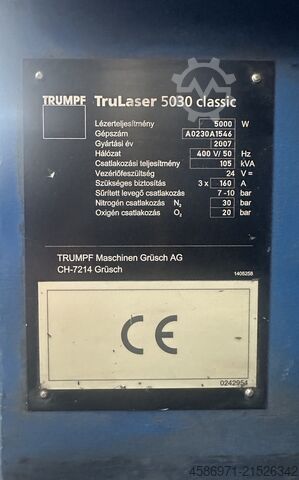 TRUMPF TruLaser 5030 classic
Lézerteljesítmény 5000 W
Gépszám A0230A1546
Gyártási év 2007
Hálózat 400 V/ 50 Hz
Csatlakozási teljesítmény 105 kVA
Vezérlőfeszültség 24 V=
Szükséges biztosítás 3 x 160 A
Sűrített levegő csatlakozás 7 -10 bar
Nitrogén csatlakozás N₂ 30 bar
Oxigén csatlakozás O₂ 20 bar
TRUMPF Maschinen Grüsch AG
CH-7214 Grüsch
1408258
CE
0242954
4586971-21526342